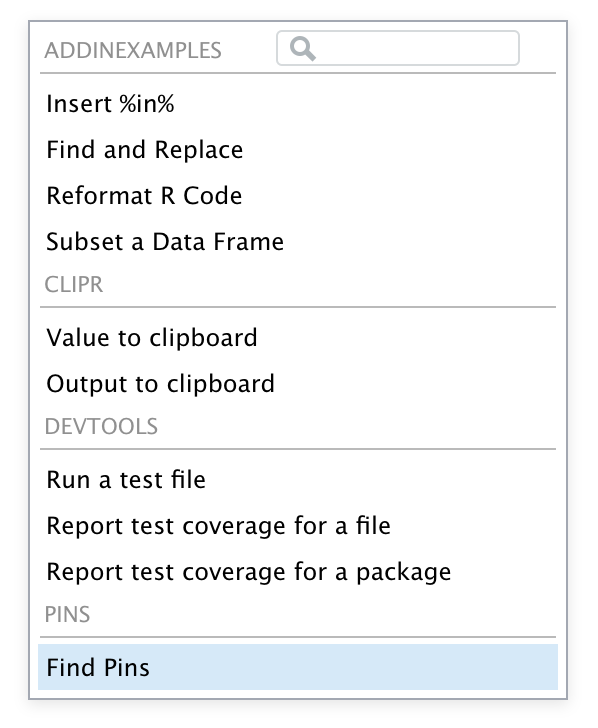 ADDINEXAMPLES
Insert %in%
Find and Replace
Reformat R Code
Subset a Data Frame
CLIPR
Value to clipboard
Output to clipboard
DEVTOOLS
Run a test file
Report test coverage for a file
Report test coverage for a package
PINS
Find Pins